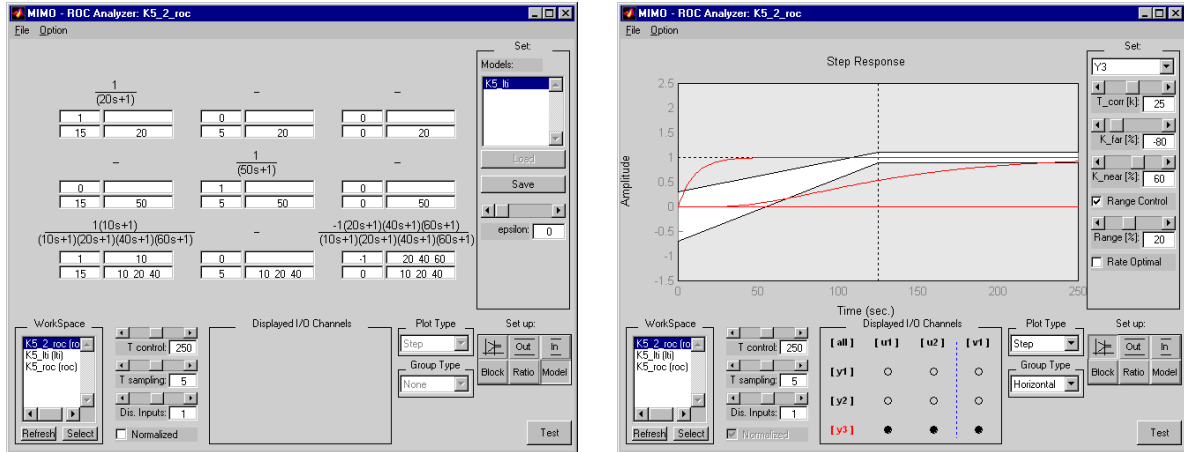 MIMO - ROC Analyzer: K5_2_roc
File Option
Set:
Models:
K5_lti
1
(20s+1)
–
–
1
0
0
15 20
5 20
0 20
Load
–
1
(50s+1)
–
Save
0
1
0
15 50
5 50
0 50
epsilon: 0
1(10s+1)
(10s+1)(20s+1)(40s+1)(60s+1)
–
-1(20s+1)(40s+1)(60s+1)
(10s+1)(20s+1)(40s+1)(60s+1)
1 10
0
-1 20 40 60
15 10 20 40
5 10 20 40
0 10 20 40
WorkSpace
K5_2_roc (ro
K5_lti (lti)
K5_roc (roc)
Refresh Select
T control: 250
T sampling: 5
Dis. Inputs: 1
Normalized
Displayed I/O Channels
Plot Type
Step
Group Type
None
Set up:
Out In
Block Ratio Model
Test
MIMO - ROC Analyzer: K5_2_roc
File Option
Step Response
2.5
2
1.5
1
0.5
0
-0.5
-1
-1.5
Amplitude
0 50 100 150 200 250
Time (sec.)
Set:
Y3
T_corr [k]: 25
K_far [%]: -80
K_near [%]: 60
Range Control
Range [%]: 20
Rate Optimal
WorkSpace
K5_2_roc (ro
K5_lti (lti)
K5_roc (roc)
Refresh Select
T control: 250
T sampling: 5
Dis. Inputs: 1
Normalized
Displayed I/O Channels
[ all ] [ u1 ] [ u2 ] [ v1 ]
[ y1 ]
[ y2 ]
[ y3 ]
Plot Type
Step
Group Type
Horizontal
Set up:
Out In
Block Ratio Model
Test